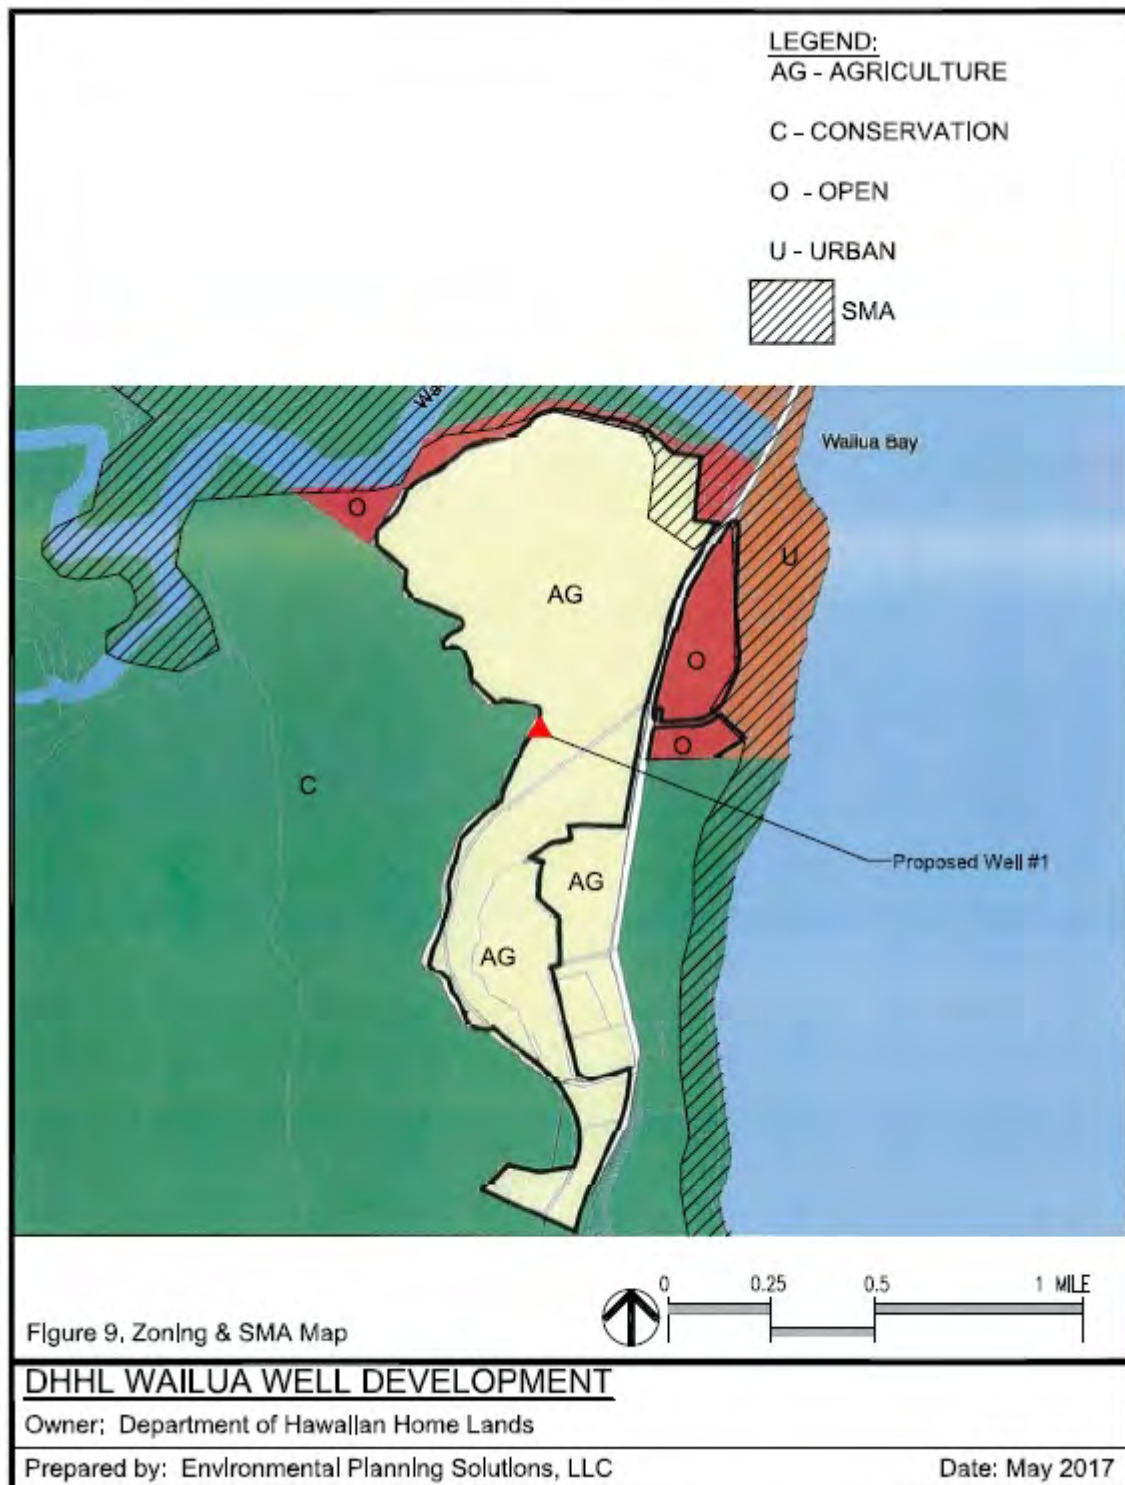 LEGEND:
AG - AGRICULTURE
C - CONSERVATION
O - OPEN
U - URBAN
SMA
Wailua Bay
O
U
AG
O
O
C
Proposed Well #1
AG
AG
0 0.25 0.5 1 MILE
Figure 9, Zoning & SMA Map
DHHL WAILUA WELL DEVELOPMENT
Owner: Department of Hawaiian Home Lands
Prepared by: Environmental Planning Solutions, LLC Date: May 2017